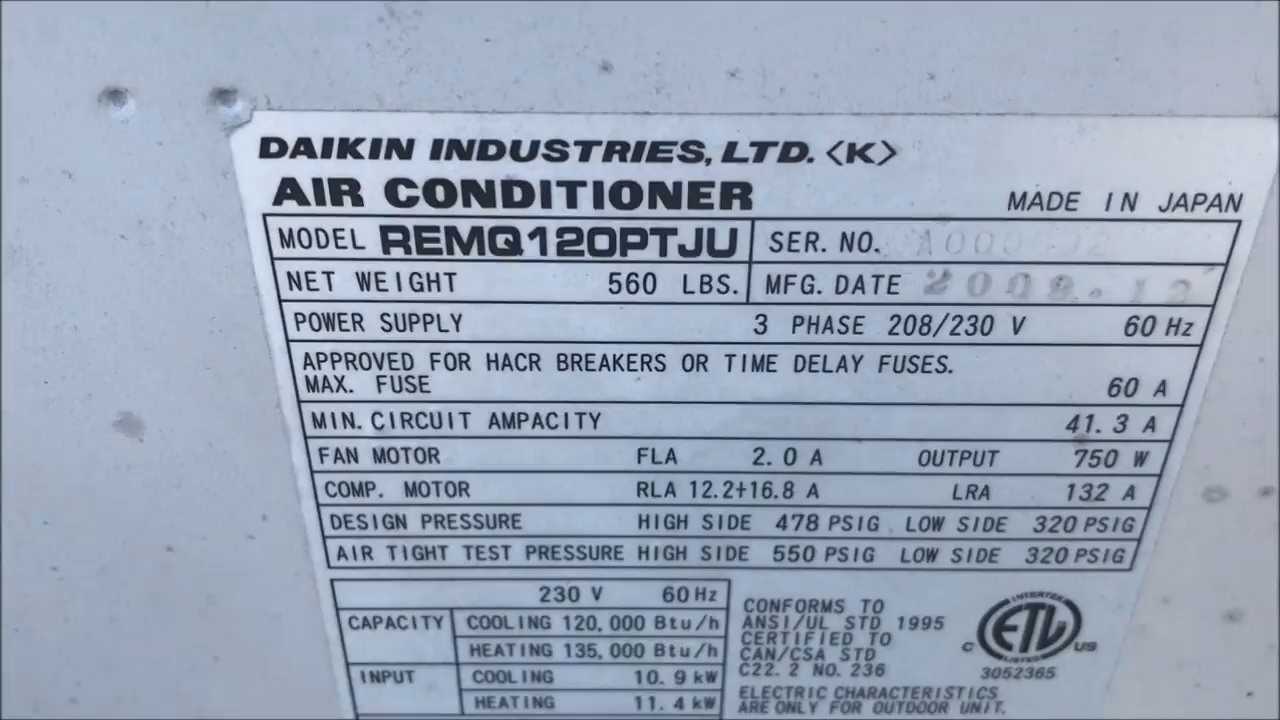 DAIKIN INDUSTRIES, LTD. <K>
AIR CONDITIONER
MADE IN JAPAN
MODEL REMQ120PTJU SER. NO.
NET WEIGHT 560 LBS. MFG. DATE 2009.12
POWER SUPPLY 3 PHASE 208/230 V 60 Hz
APPROVED FOR HACR BREAKERS OR TIME DELAY FUSES.
MAX. FUSE 60 A
MIN. CIRCUIT AMPACITY 41.3 A
FAN MOTOR FLA 2.0 A OUTPUT 750 W
COMP. MOTOR RLA 12.2+16.8 A LRA 132 A
DESIGN PRESSURE HIGH SIDE 478 PSIG LOW SIDE 320 PSIG
AIR TIGHT TEST PRESSURE HIGH SIDE 550 PSIG LOW SIDE 320 PSIG
230 V 60 Hz
CAPACITY COOLING 120,000 Btu/h
HEATING 135,000 Btu/h
INPUT COOLING 10.9 kW
HEATING 11.4 kW
CONFORMS TO
ANSI/UL STD 1995
CERTIFIED TO
CAN/CSA STD
C22.2 NO. 236
INTERTEK
C ETL US
LISTED
3052365
ELECTRIC CHARACTERISTICS
ARE ONLY FOR OUTDOOR UNIT.